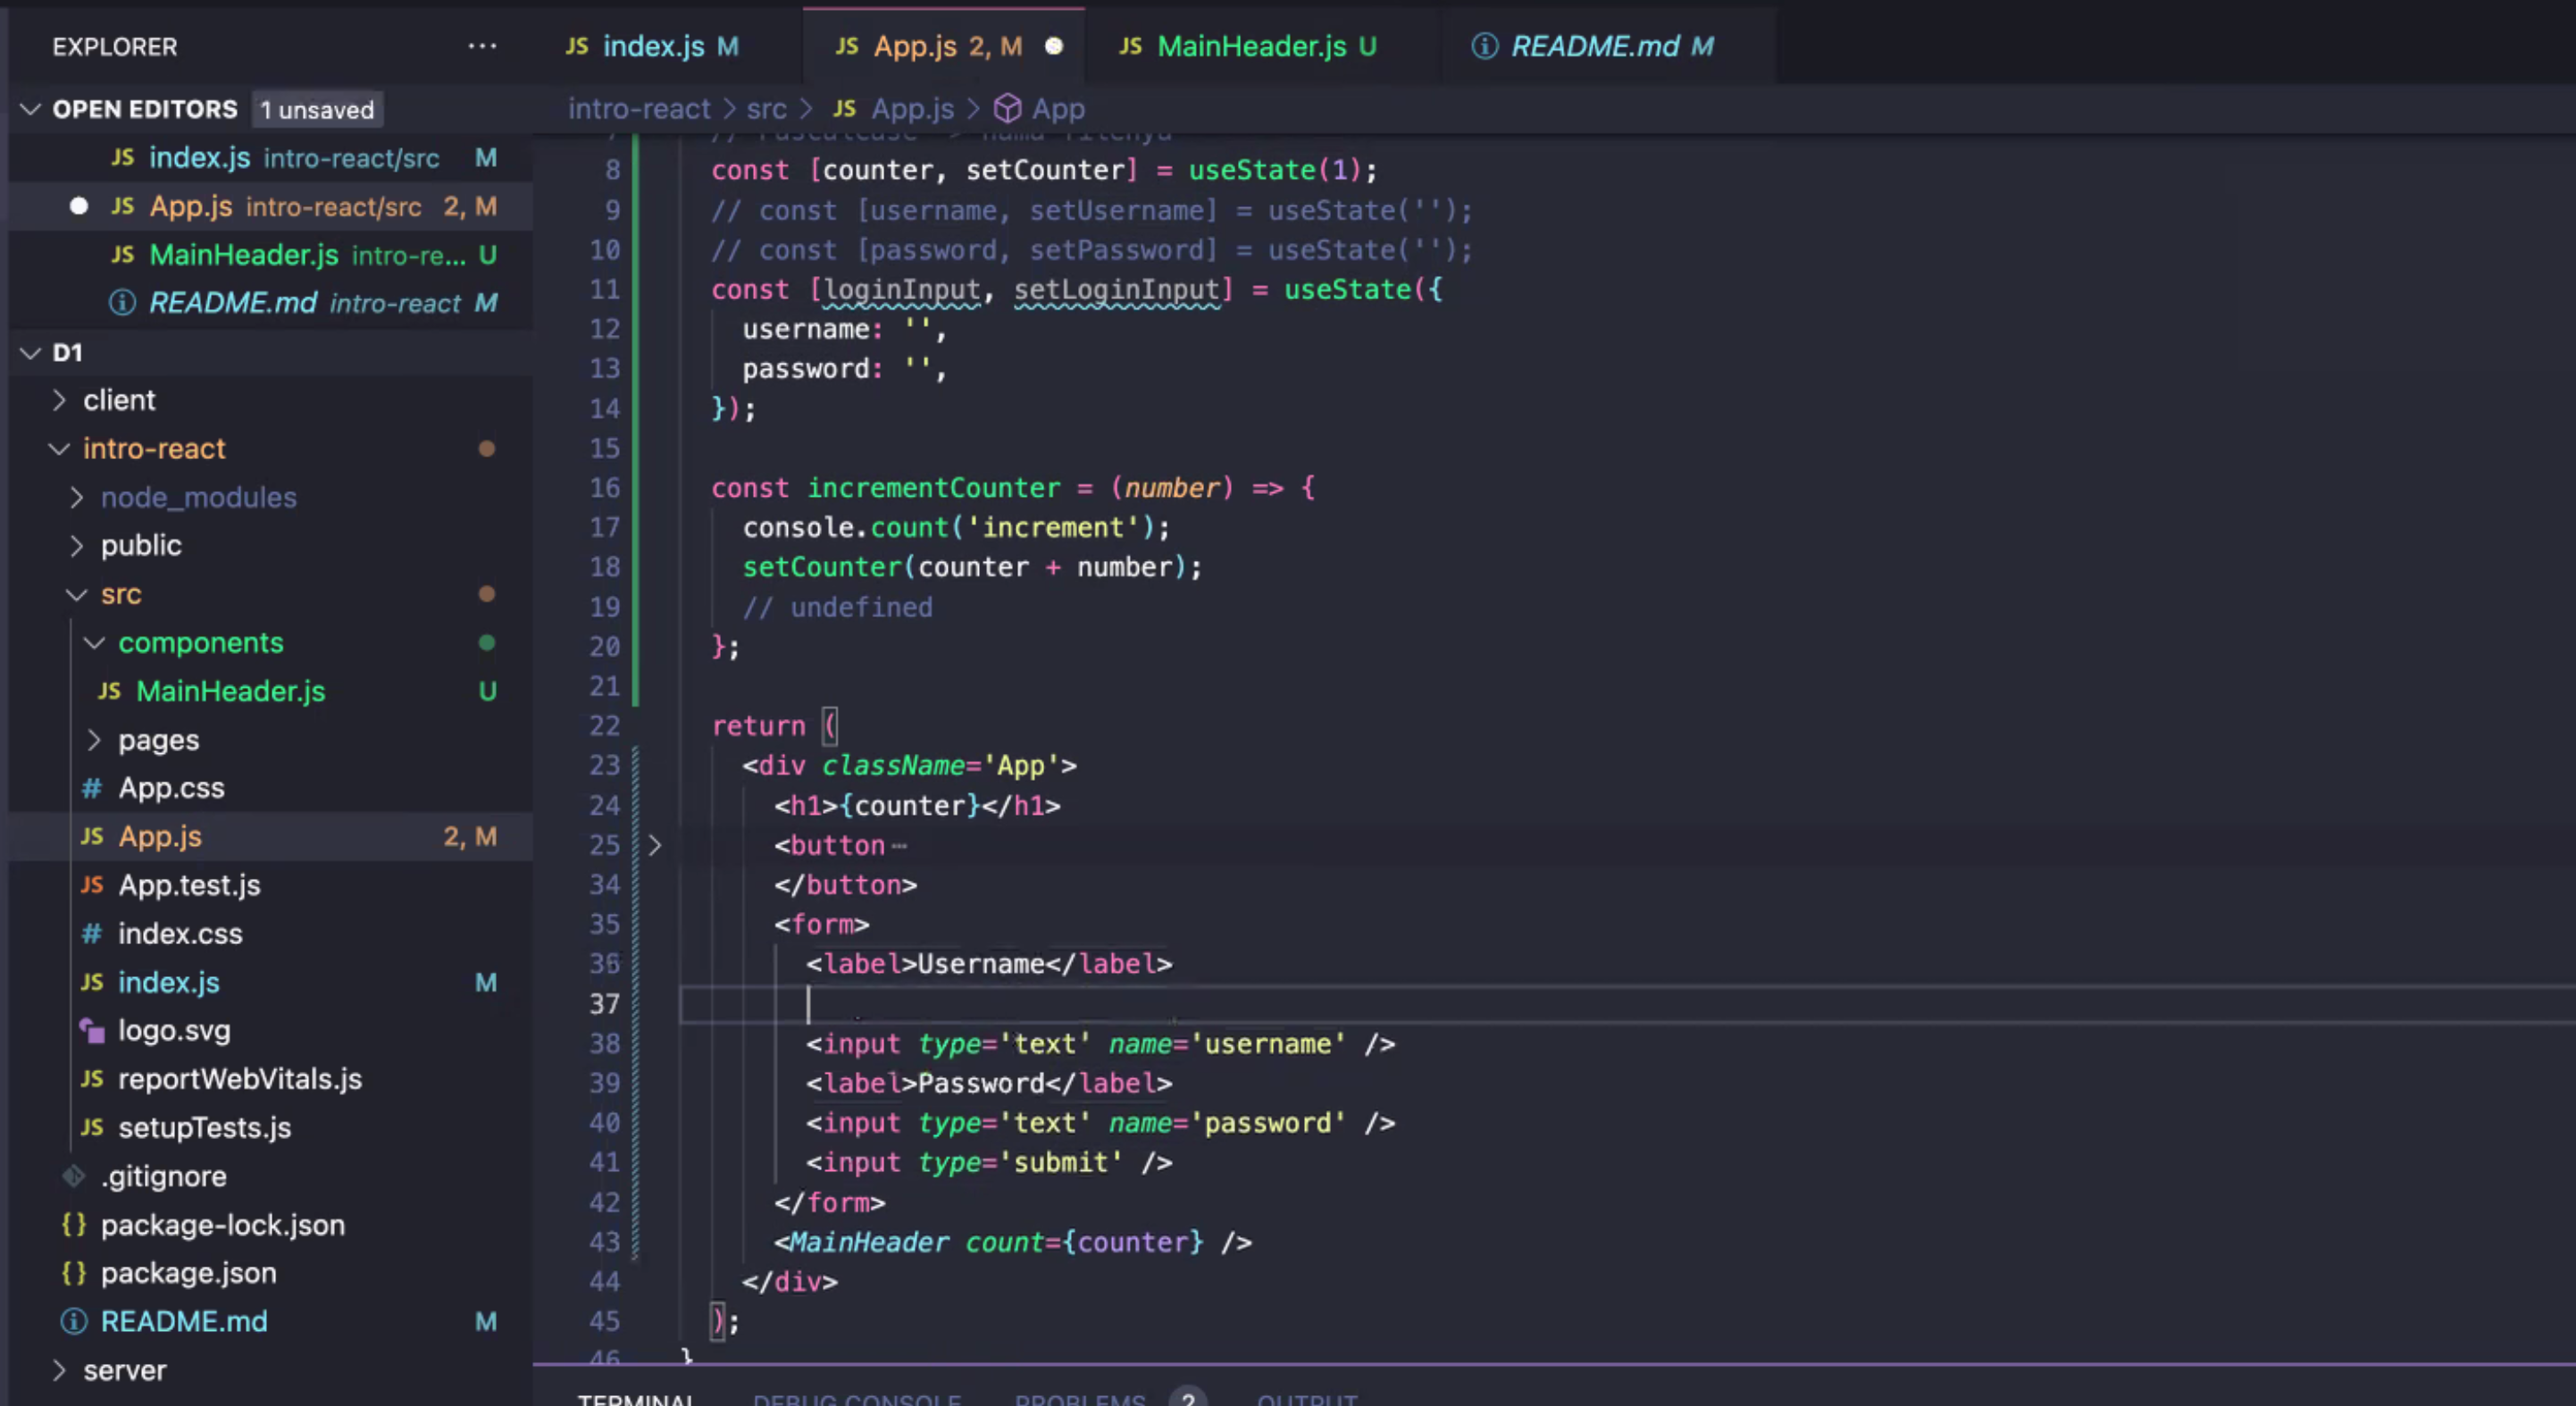 EXPLORER ···
OPEN EDITORS 1 unsaved
JS index.js intro-react/src M
JS App.js intro-react/src 2, M
JS MainHeader.js intro-re... U
README.md intro-react M
D1
client
intro-react
node_modules
public
src
components
JS MainHeader.js U
pages
# App.css
JS App.js 2, M
JS App.test.js
# index.css
JS index.js M
logo.svg
JS reportWebVitals.js
JS setupTests.js
.gitignore
{} package-lock.json
{} package.json
README.md M
server
JS index.js M JS App.js 2, M JS MainHeader.js U README.md M
intro-react > src > JS App.js > App
8 const [counter, setCounter] = useState(1);
9 // const [username, setUsername] = useState('');
10 // const [password, setPassword] = useState('');
11 const [loginInput, setLoginInput] = useState({
12 username: '',
13 password: '',
14 });
15
16 const incrementCounter = (number) => {
17 console.count('increment');
18 setCounter(counter + number);
19 // undefined
20 };
21
22 return (
23 <div className='App'>
24 <h1>{counter}</h1>
25 <button ···
34 </button>
35 <form>
36 <label>Username</label>
37
38 <input type='text' name='username' />
39 <label>Password</label>
40 <input type='text' name='password' />
41 <input type='submit' />
42 </form>
43 <MainHeader count={counter} />
44 </div>
45 );
46 }
TERMINAL DEBUG CONSOLE PROBLEMS 2 OUTPUT